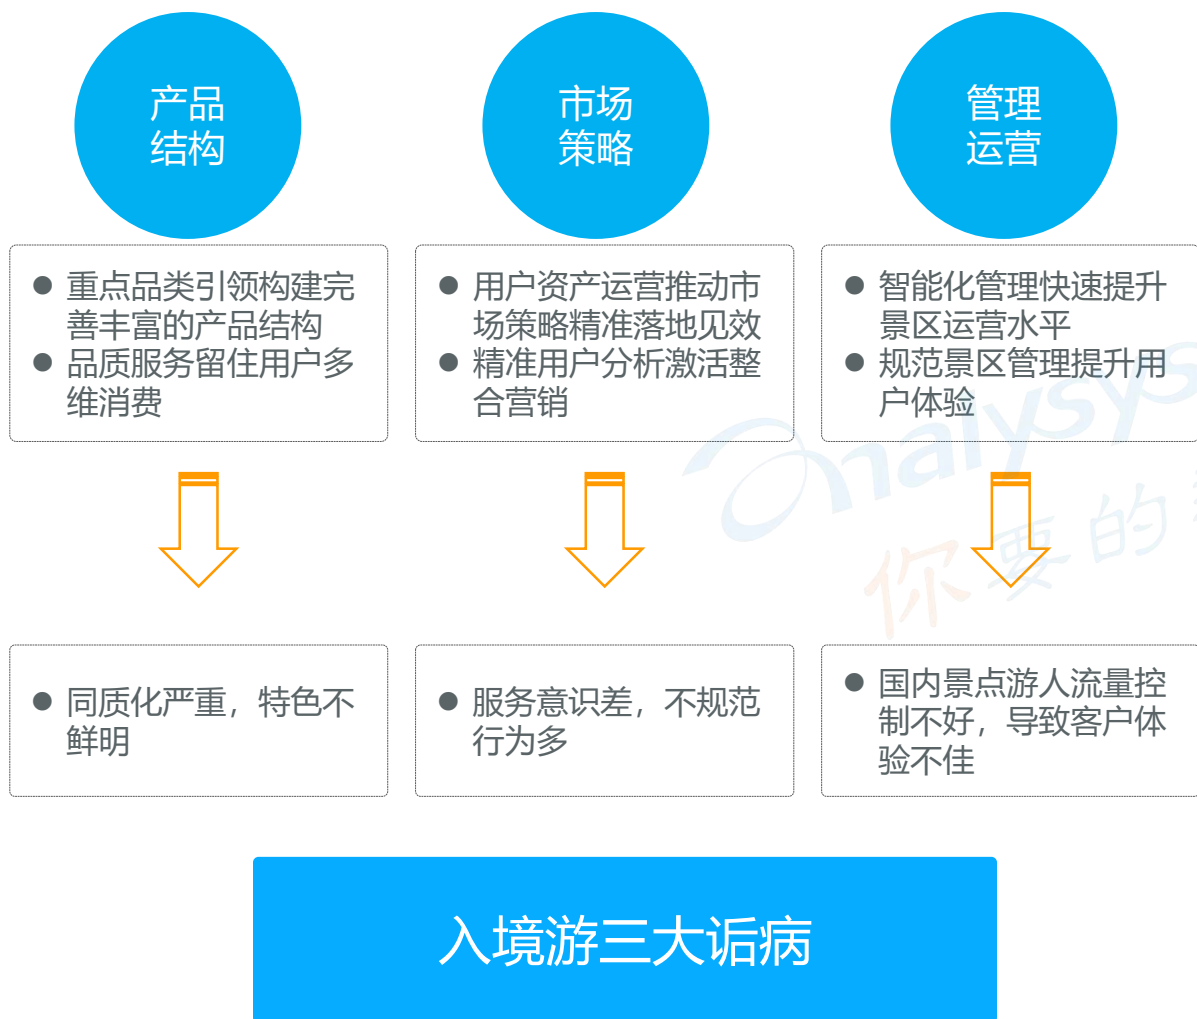 产品
结构
市场
策略
管理
运营
● 重点品类引领构建完
善丰富的产品结构
● 品质服务留住用户多
维消费
● 用户资产运营推动市
场策略精准落地见效
● 精准用户分析激活整
合营销
● 智能化管理快速提升
景区运营水平
● 规范景区管理提升用
户体验
analysys
你要的
● 同质化严重，特色不
鲜明
● 服务意识差，不规范
行为多
● 国内景点游人流量控
制不好，导致客户体
验不佳
入境游三大诟病